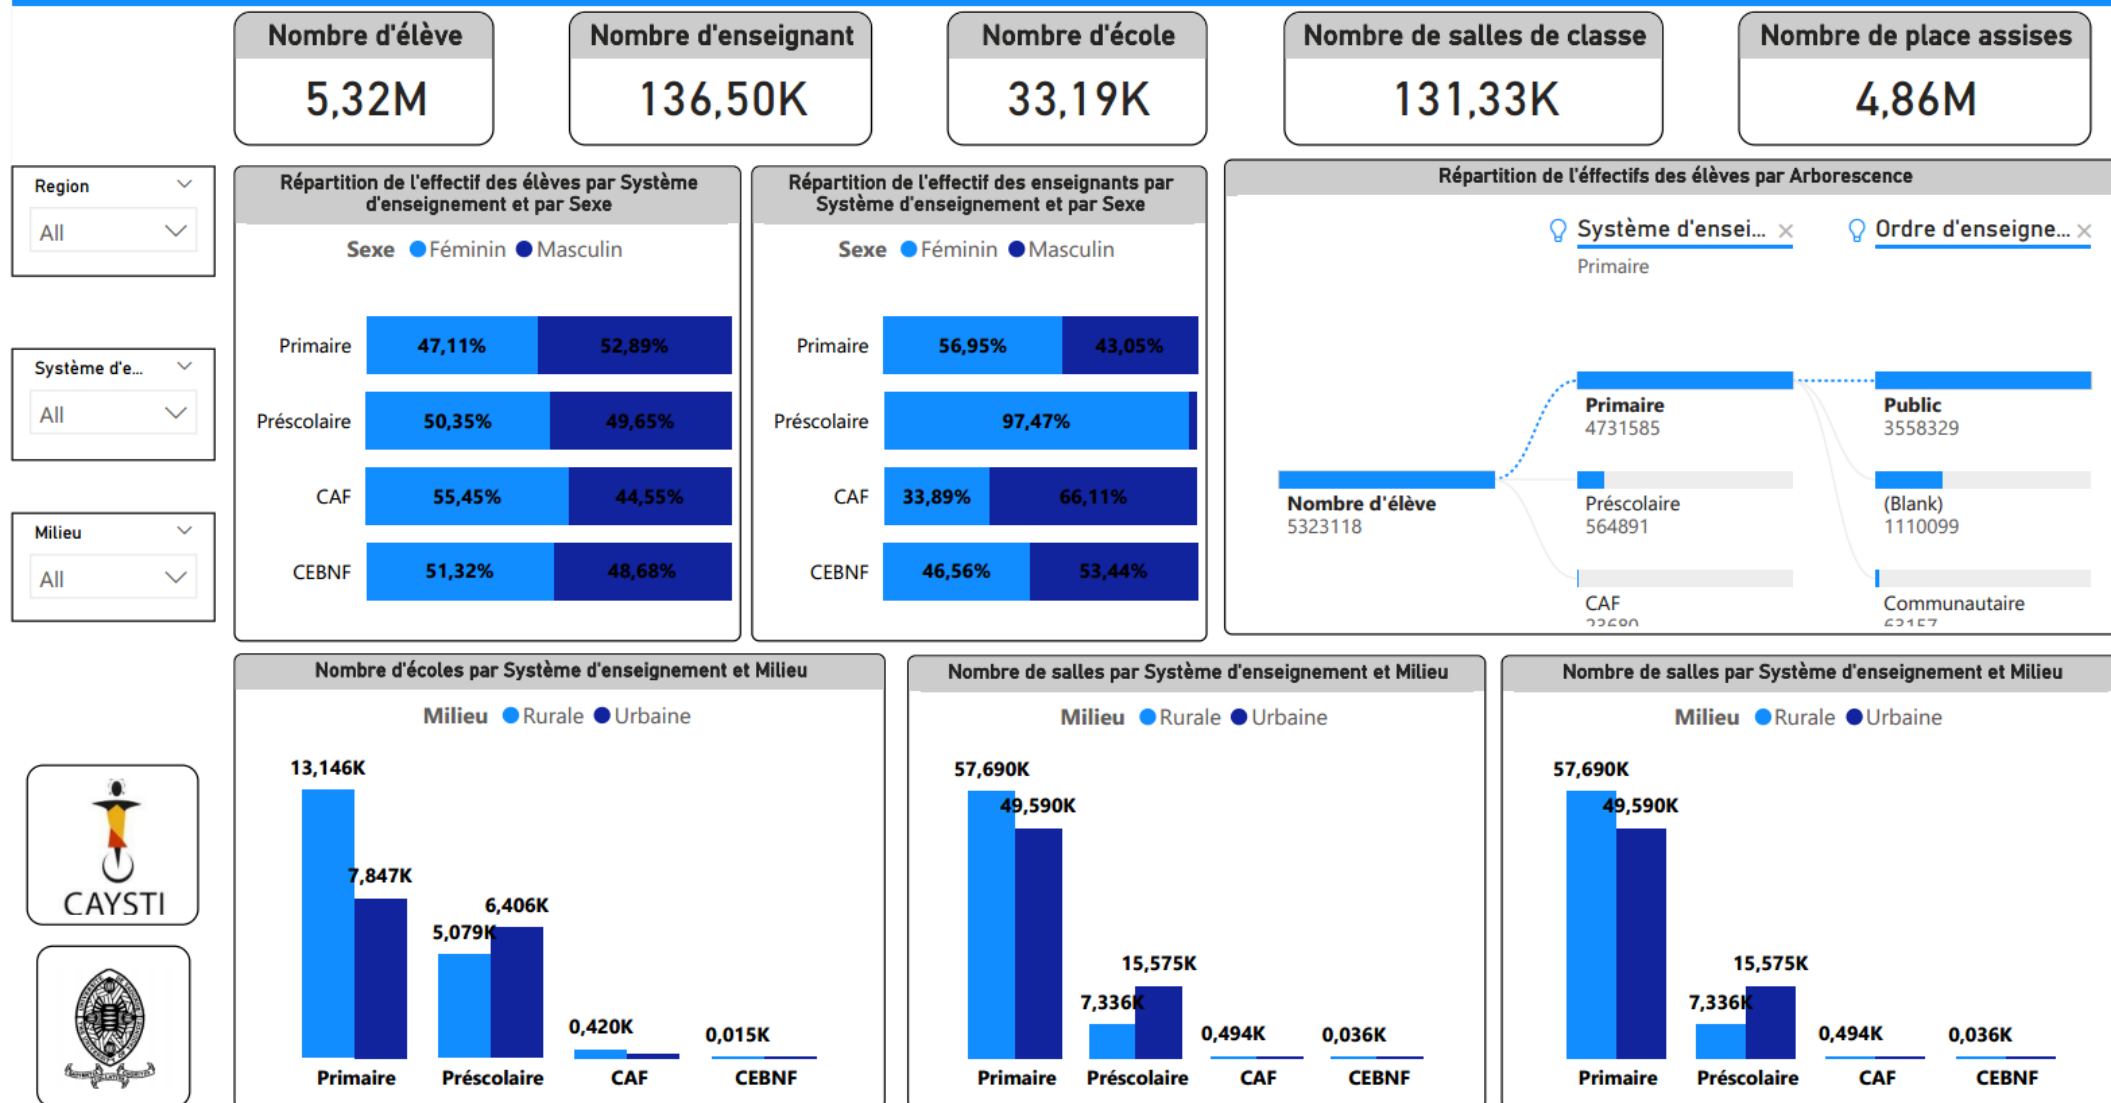 Nombre d'élève
5,32M
Nombre d'enseignant
136,50K
Nombre d'école
33,19K
Nombre de salles de classe
131,33K
Nombre de place assises
4,86M
Region
All
Système d'e...
All
Milieu
All
CAYSTI
Répartition de l'effectif des élèves par Système
d'enseignement et par Sexe
Sexe Féminin Masculin
Primaire 47,11% 52,89%
Préscolaire 50,35% 49,65%
CAF 55,45% 44,55%
CEBNF 51,32% 48,68%
Répartition de l'effectif des enseignants par
Système d'enseignement et par Sexe
Sexe Féminin Masculin
Primaire 56,95% 43,05%
Préscolaire 97,47%
CAF 33,89% 66,11%
CEBNF 46,56% 53,44%
Répartition de l'éffectifs des élèves par Arborescence
Système d'ensei... Ordre d'enseigne...
Primaire
Nombre d'élève
5323118
Primaire
4731585
Préscolaire
564891
CAF
23680
Public
3558329
(Blank)
1110099
Communautaire
63157
Nombre d'écoles par Système d'enseignement et Milieu
Milieu Rurale Urbaine
13,146K
7,847K
5,079K
6,406K
0,420K
0,015K
Primaire Préscolaire CAF CEBNF
Nombre de salles par Système d'enseignement et Milieu
Milieu Rurale Urbaine
57,690K
49,590K
7,336K
15,575K
0,494K
0,036K
Primaire Préscolaire CAF CEBNF
Nombre de salles par Système d'enseignement et Milieu
Milieu Rurale Urbaine
57,690K
49,590K
7,336K
15,575K
0,494K
0,036K
Primaire Préscolaire CAF CEBNF